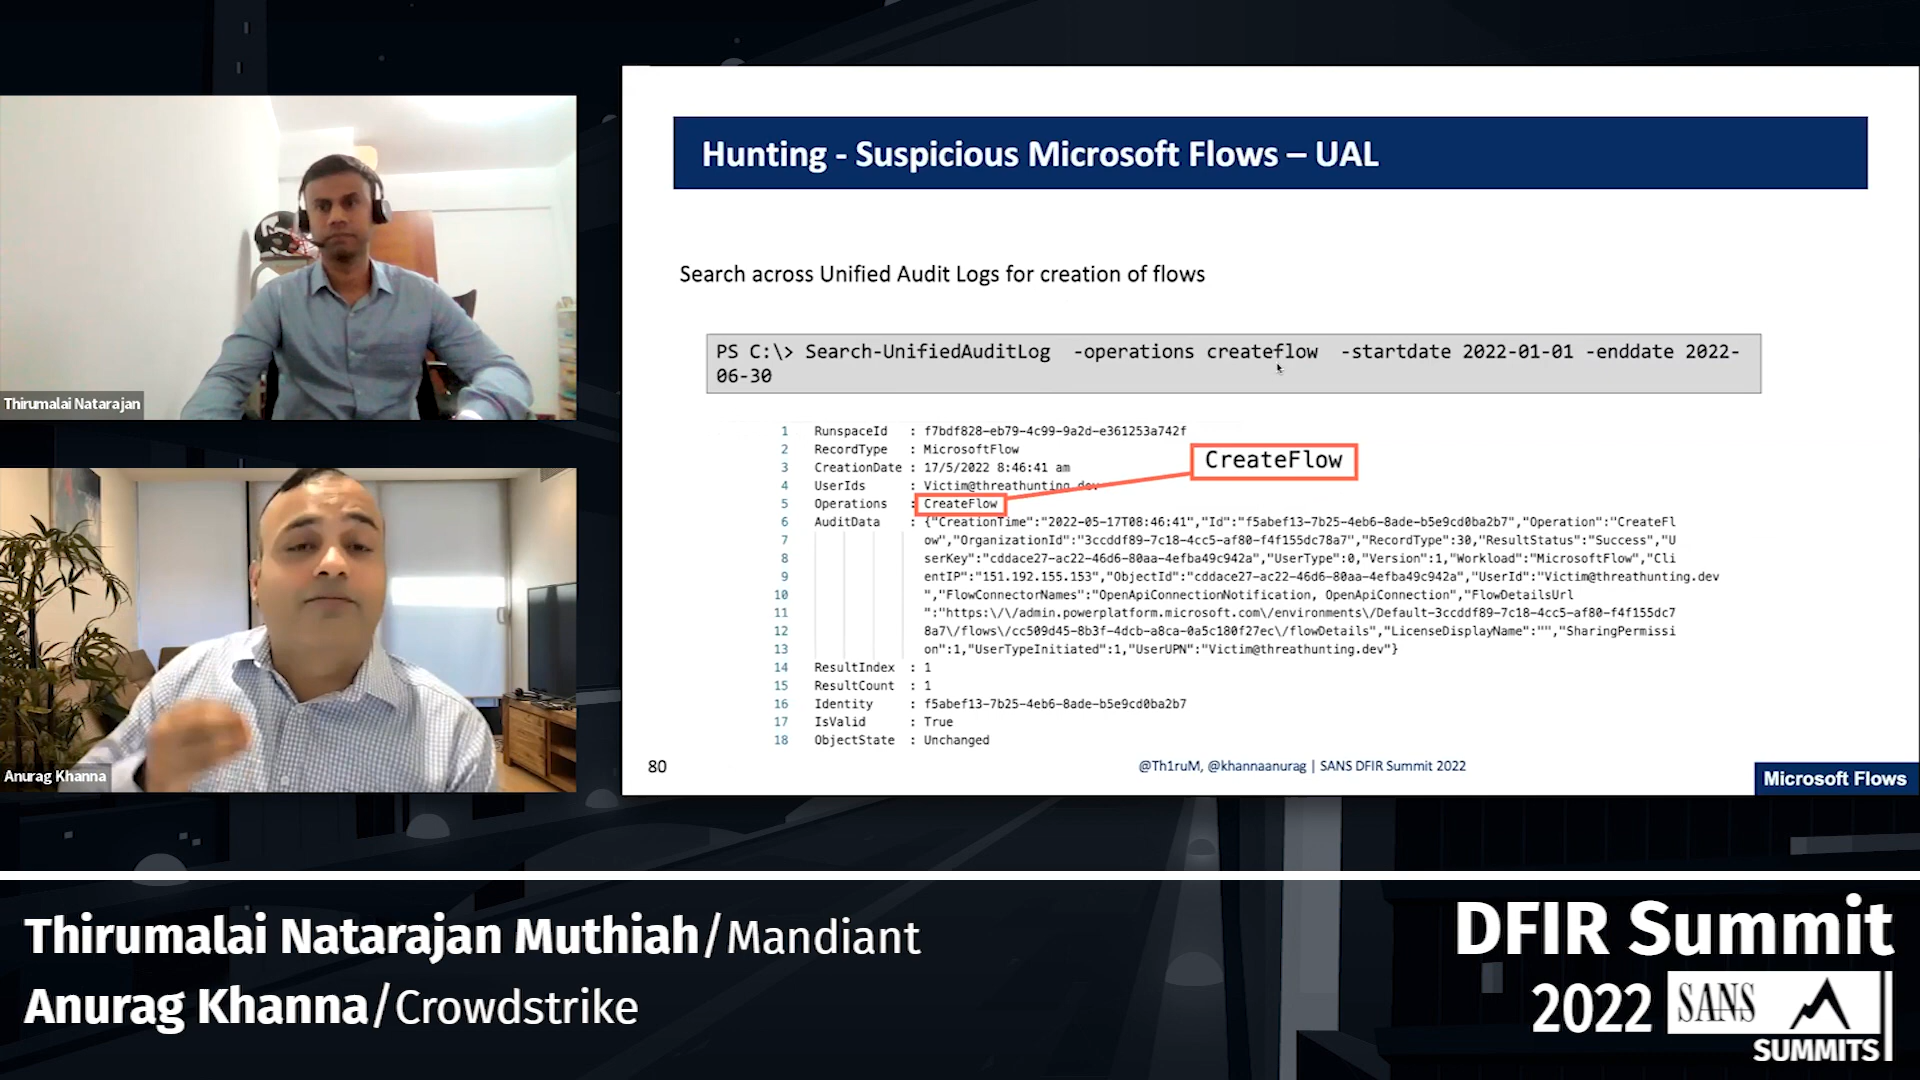 Hunting - Suspicious Microsoft Flows – UAL
Search across Unified Audit Logs for creation of flows
PS C:\> Search-UnifiedAuditLog -operations createflow -startdate 2022-01-01 -enddate 2022-
06-30
1 RunspaceId : f7bdf828-eb79-4c99-9a2d-e361253a742f
2 RecordType : MicrosoftFlow
3 CreationDate : 17/5/2022 8:46:41 am
4 UserIds : Victim@threathunting.dev
5 Operations : CreateFlow
CreateFlow
6 AuditData : {"CreationTime":"2022-05-17T08:46:41","Id":"f5abef13-7b25-4eb6-8ade-b5e9cd0ba2b7","Operation":"CreateFl
7 ow","OrganizationId":"3ccddf89-7c18-4cc5-af80-f4f155dc78a7","RecordType":30,"ResultStatus":"Success","U
8 serKey":"cddace27-ac22-46d6-80aa-4efba49c942a","UserType":0,"Version":1,"Workload":"MicrosoftFlow","Cli
9 entIP":"151.192.155.153","ObjectId":"cddace27-ac22-46d6-80aa-4efba49c942a","UserId":"Victim@threathunting.dev
10 ","FlowConnectorNames":"OpenApiConnectionNotification, OpenApiConnection","FlowDetailsUrl
11 ":"https:\/\/admin.powerplatform.microsoft.com\/environments\/Default-3ccddf89-7c18-4cc5-af80-f4f155dc7
12 8a7\/flows\/cc509d45-8b3f-4dcb-a8ca-0a5c180f27ec\/flowDetails","LicenseDisplayName":"","SharingPermissi
13 on":1,"UserTypeInitiated":1,"UserUPN":"Victim@threathunting.dev"}
14 ResultIndex : 1
15 ResultCount : 1
16 Identity : f5abef13-7b25-4eb6-8ade-b5e9cd0ba2b7
17 IsValid : True
18 ObjectState : Unchanged
80
@Th1ruM, @khannaanurag | SANS DFIR Summit 2022
Microsoft Flows
Thirumalai Natarajan
Anurag Khanna
Thirumalai Natarajan Muthiah/Mandiant
Anurag Khanna/Crowdstrike
DFIR Summit
2022 SANS
SUMMITS